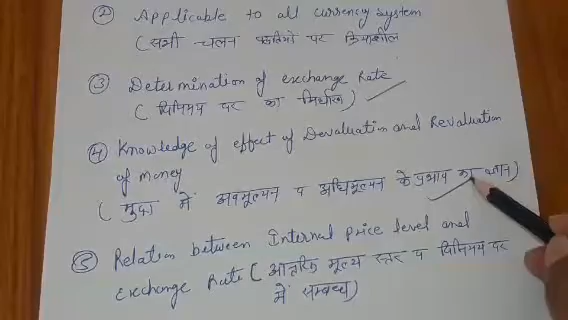 ② Applicable to all currency system
(सभी चलन पद्धतियों पर क्रियाशील
③ Determination of exchange Rate
(विनिमय दर का निर्धारण)
④ Knowledge of effect of Devaluation and Revaluation
of money
(मुद्रा में अवमूल्यन व अधिमूल्यन के प्रभाव का ज्ञान)
⑤ Relation between Internal price level and
Exchange Rate (आन्तरिक मूल्य स्तर व विनिमय दर
में सम्बन्ध)